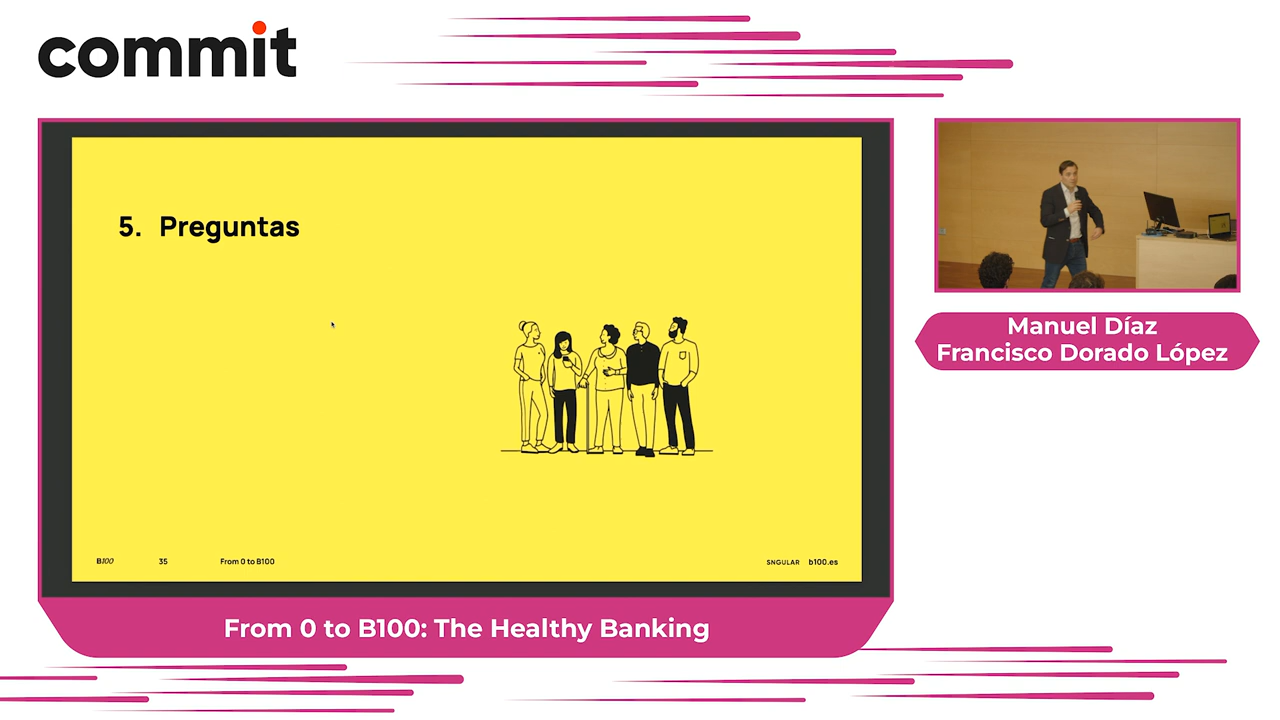 commit
5. Preguntas
B100 35 From 0 to B100 SNGULAR b100.es
Manuel Díaz
Francisco Dorado López
From 0 to B100: The Healthy Banking